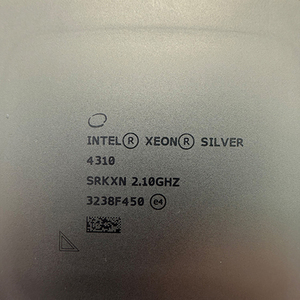 INTEL® XEON® SILVER
4310
SRKXN 2.10GHZ
3238F450 e4